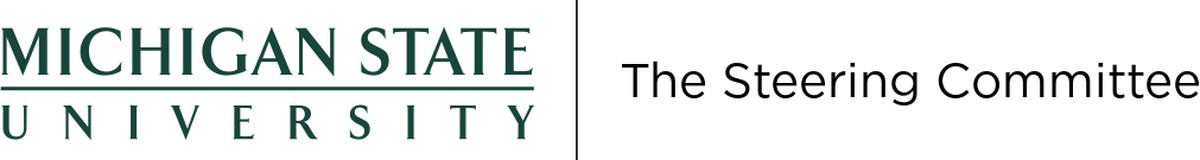 MICHIGAN STATE
UNIVERSITY
The Steering Committee